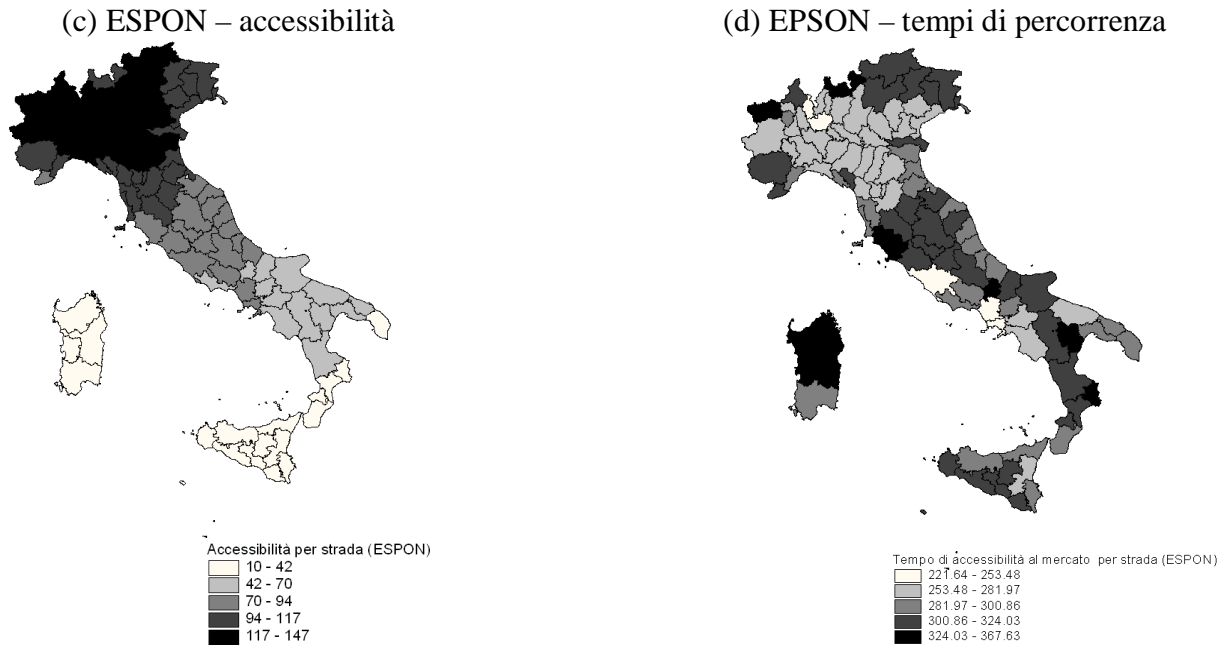 (c) ESPON – accessibilità
(d) EPSON – tempi di percorrenza
Accessibilità per strada (ESPON)
10 - 42
42 - 70
70 - 94
94 - 117
117 - 147
Tempo di accessibilità al mercato per strada (ESPON)
221.64 - 253.48
253.48 - 281.97
281.97 - 300.86
300.86 - 324.03
324.03 - 367.63